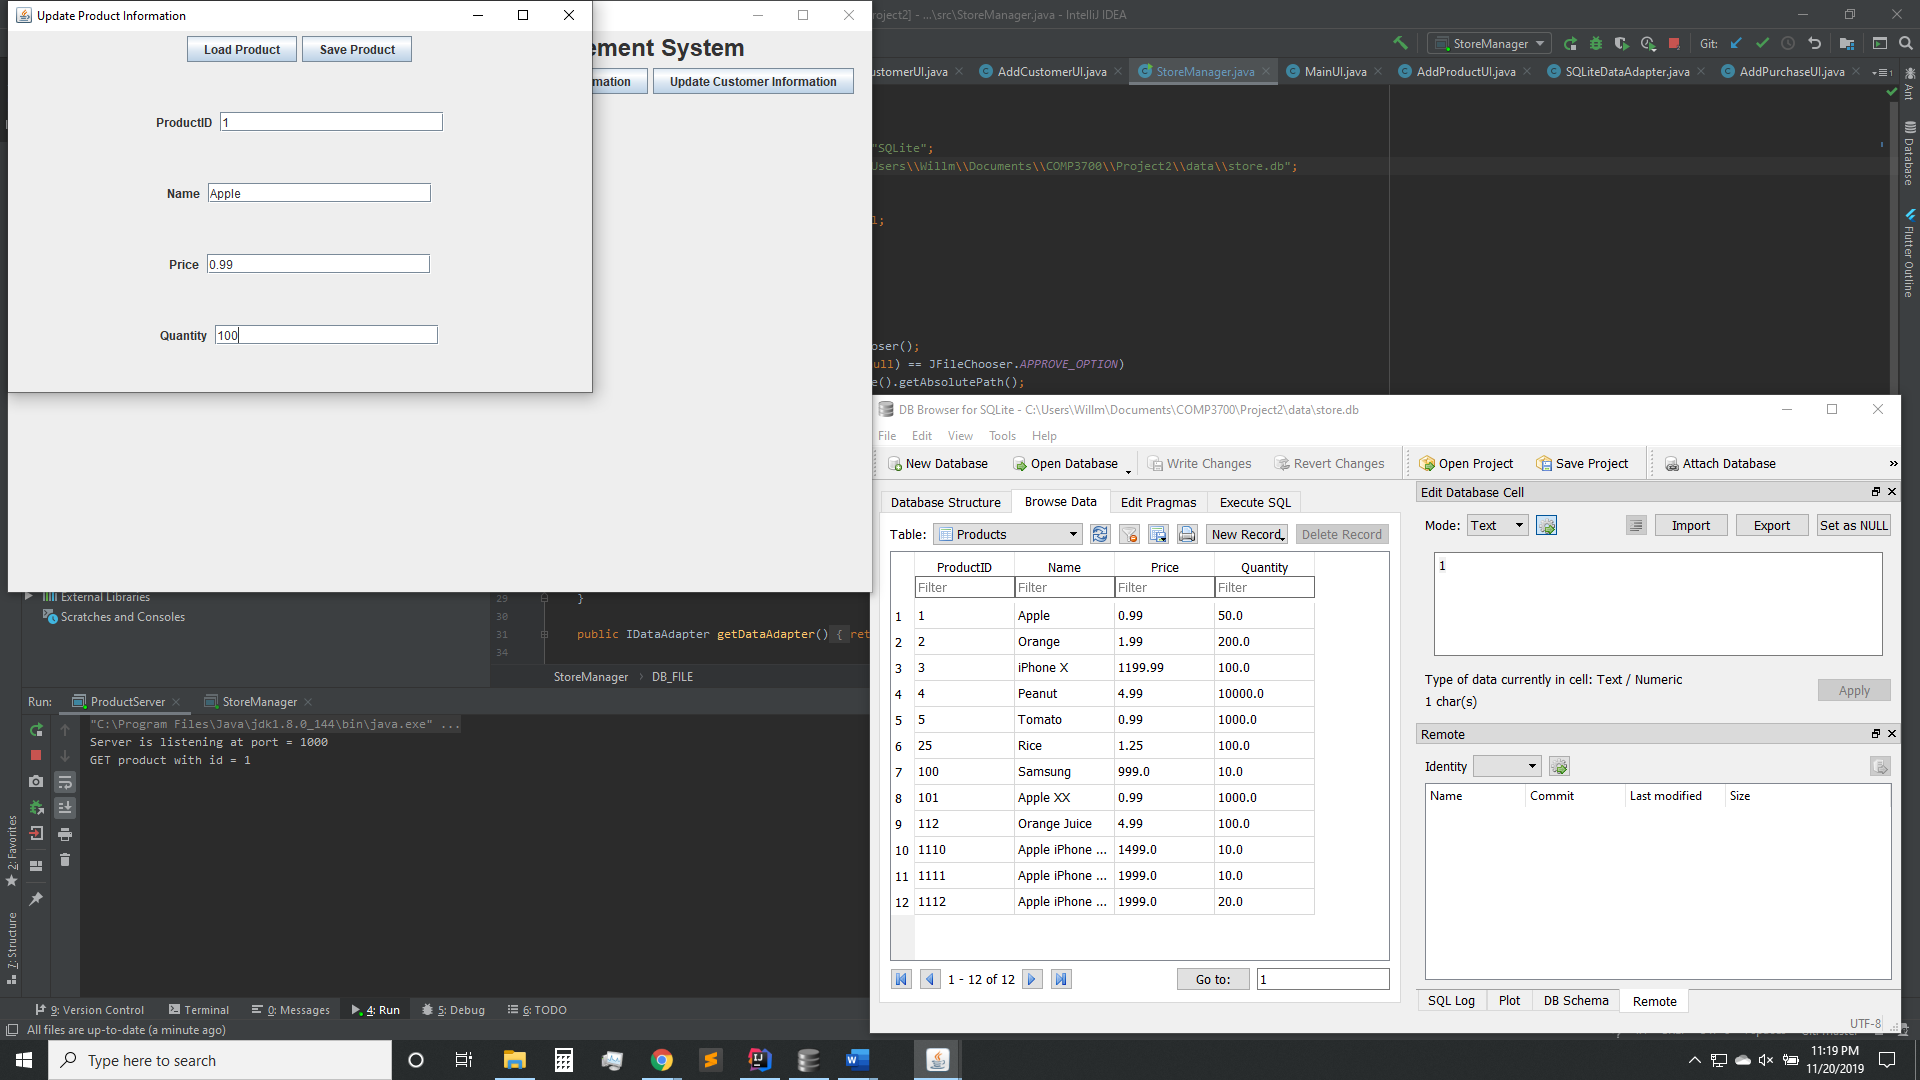 Update Product Information
Load Product
Save Product
ProductID 1
Name Apple
Price 0.99
Quantity 100
ement System
mation
Update Customer Information
roject2] - ...\src\StoreManager.java - IntelliJ IDEA
StoreManager
Git:
ustomerUI.java
AddCustomerUI.java
StoreManager.java
MainUI.java
AddProductUI.java
SQLiteDataAdapter.java
AddPurchaseUI.java
Ant
Database
Flutter Outline
"SQLite";
Users\\Willm\\Documents\\COMP3700\\Project2\\data\\store.db";
l;
oser();
ull) == JFileChooser.APPROVE_OPTION)
e().getAbsolutePath();
External Libraries
Scratches and Consoles
29 }
30
31 public IDataAdapter getDataAdapter() { ret
34
StoreManager › DB_FILE
Run:
ProductServer
StoreManager
"C:\Program Files\Java\jdk1.8.0_144\bin\java.exe" ...
Server is listening at port = 1000
GET product with id = 1
2: Favorites
7: Structure
9: Version Control
Terminal
0: Messages
4: Run
5: Debug
6: TODO
All files are up-to-date (a minute ago)
DB Browser for SQLite - C:\Users\Willm\Documents\COMP3700\Project2\data\store.db
File Edit View Tools Help
New Database
Open Database
Write Changes
Revert Changes
Open Project
Save Project
Attach Database
»
Database Structure
Browse Data
Edit Pragmas
Execute SQL
Table: Products
New Record
Delete Record
ProductID Name Price Quantity
Filter Filter Filter Filter
1 1 Apple 0.99 50.0
2 2 Orange 1.99 200.0
3 3 iPhone X 1199.99 100.0
4 4 Peanut 4.99 10000.0
5 5 Tomato 0.99 1000.0
6 25 Rice 1.25 100.0
7 100 Samsung 999.0 10.0
8 101 Apple XX 0.99 1000.0
9 112 Orange Juice 4.99 100.0
10 1110 Apple iPhone ... 1499.0 10.0
11 1111 Apple iPhone ... 1999.0 10.0
12 1112 Apple iPhone ... 1999.0 20.0
1 - 12 of 12
Go to: 1
Edit Database Cell
Mode: Text
Import
Export
Set as NULL
1
Type of data currently in cell: Text / Numeric
1 char(s)
Apply
Remote
Identity
Name Commit Last modified Size
SQL Log
Plot
DB Schema
Remote
UTF-8
Type here to search
11:19 PM
11/20/2019